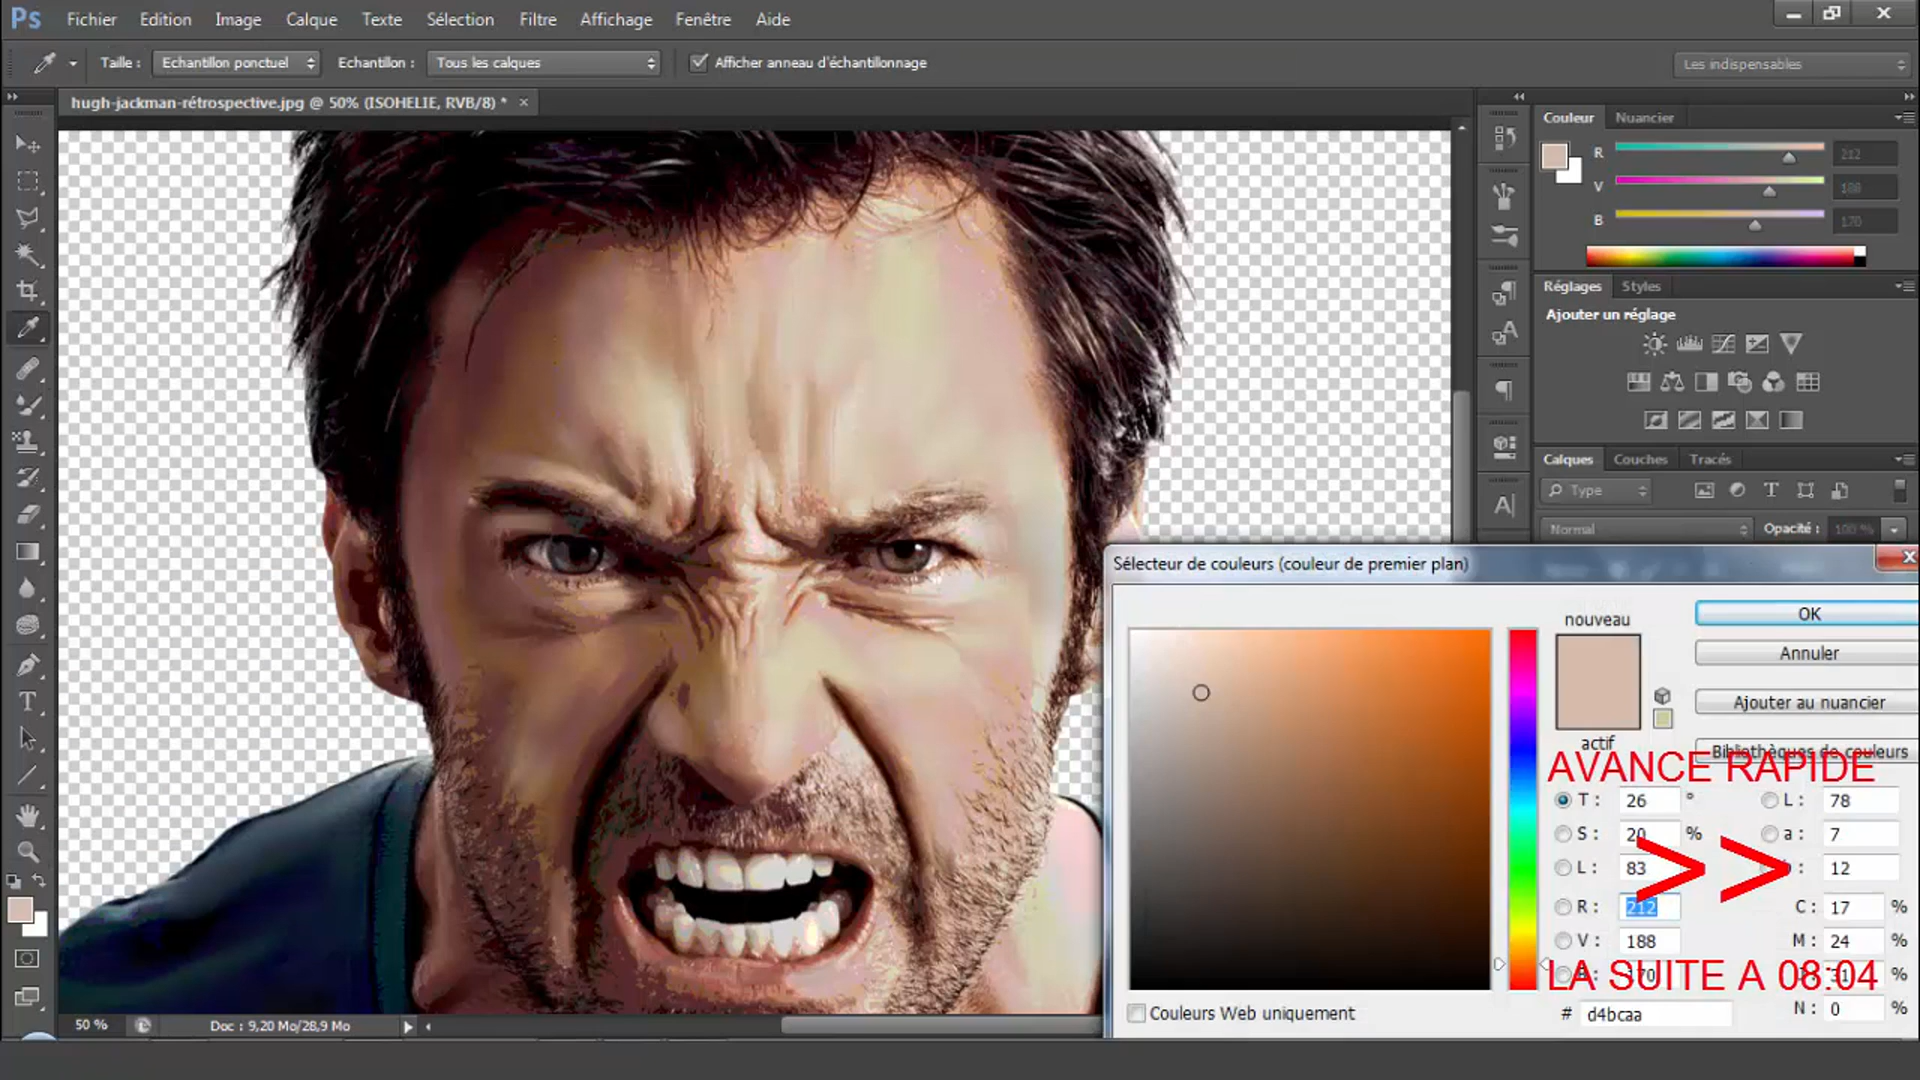 Ps Fichier Edition Image Calque Texte Sélection Filtre Affichage Fenêtre Aide
Taille : Echantillon ponctuel Echantillon : Tous les calques Afficher anneau d'échantillonnage Les indispensables
hugh-jackman-rétrospective.jpg @ 50% (ISOHELIE, RVB/8) * ×
Couleur Nuancier
R 212
V 188
B 170
Réglages Styles
Ajouter un réglage
Calques Couches Tracés
Type
Normal Opacité : 100 %
Sélecteur de couleurs (couleur de premier plan)
nouveau
actif
OK
Annuler
Ajouter au nuancier
Bibliothèques de couleurs
AVANCE RAPIDE
T : 26 ° L : 78
S : 20 % a : 7
L : 83 : 12
>>
R : 212 C : 17 %
V : 188 M : 24 %
B : 170 31 %
LA SUITE A 08:04
# d4bcaa N : 0 %
Couleurs Web uniquement
50 % Doc : 9,20 Mo/28,9 Mo